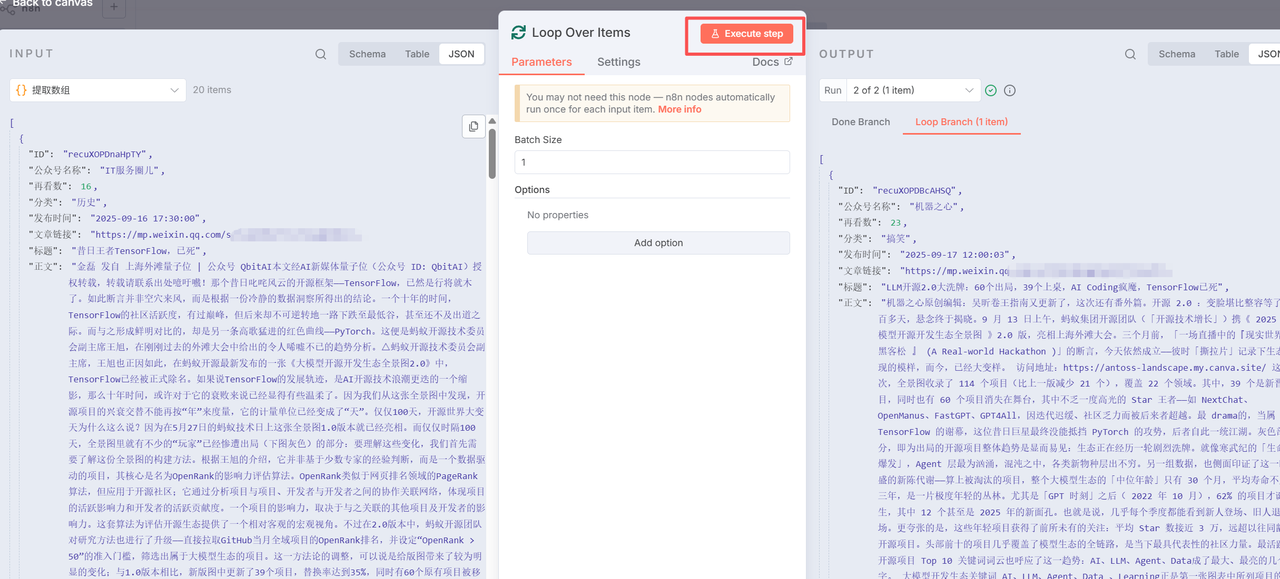 Back to canvas
n8n
+
INPUT
Schema
Table
JSON
{} 提取数组
20 items
[
{
"ID": "recuXOPDnaHpTY",
"公众号名称": "IT服务圈儿",
"再看数": 16,
"分类": "历史",
"发布时间": "2025-09-16 17:30:00",
"文章链接": "https://mp.weixin.qq.com/s
"标题": "昔日王者TensorFlow，已死",
"正文": "金磊 发自 上海外滩量子位 | 公众号 QbitAI本文经AI新媒体量子位（公众号 ID: QbitAI）授
权转载，转载请联系出处噫吁嚱！那个昔日叱咤风云的开源框架——TensorFlow，已然是行将就木
了。如此断言并非空穴来风，而是根据一份冷静的数据洞察所得出的结论。一个十年的时间，
TensorFlow的社区活跃度，有过巅峰，但后来却不可逆转地一路下跌至最低谷，甚至还不及出道之
际。而与之形成鲜明对比的，却是另一条高歌猛进的红色曲线——PyTorch。这便是蚂蚁开源技术委员
会副主席王旭，在刚刚过去的外滩大会中给出的令人唏嘘不已的趋势分析。△蚂蚁开源技术委员会副
主席，王旭也正因如此，在蚂蚁开源最新发布的一张《大模型开源开发生态全景图2.0》中，
TensorFlow已经被正式除名。如果说TensorFlow的发展轨迹，是AI开源技术浪潮更迭的一个缩
影，那么十年时间，或许对于它的衰败来说已经显得有些温柔了。因为我们从这张全景图中发现，开
源项目的兴衰交替不能再按“年”来度量，它的计量单位已经变成了“天”。仅仅100天，开源世界大变
天为什么这么说？因为在5月27日的蚂蚁技术日上这张全景图1.0版本就已经亮相，而仅仅时隔100
天，全景图里就有不少的“玩家”已经惨遭出局（下图灰色）的部分：要理解这些变化，我们首先需
要了解这份全景图的构建方法。根据王旭的介绍，它并非基于少数专家的主观判断，而是一个数据驱
动的项目，其核心是名为OpenRank的影响力评估算法。OpenRank类似于网页排名领域的PageRank
算法，但应用于开源社区；它通过分析项目与项目、开发者与开发者之间的协作关联网络，体现项目
的活跃影响力和开发者的活跃贡献度。一个项目的影响力，取决于与之关联的其他项目及开发者的影
响力。这套算法为评估开源生态提供了一个相对客观的宏观视角。不过在2.0版本中，蚂蚁开源团队
对研究方法也进行了升级——直接拉取GitHub当月全域项目的OpenRank排名，并设定“OpenRank >
50”的准入门槛，筛选出属于大模型生态的项目。这一方法论的调整，可以说是给版图带来了较为明
显的变化：与1.0版本相比，新版图中更新了39个项目，替换率达到35%，同时有60个原有项目被移
Loop Over Items
Execute step
Parameters
Settings
Docs
You may not need this node — n8n nodes automatically
run once for each input item. More info
Batch Size
1
Options
No properties
Add option
OUTPUT
Schema
Table
JSON
Run
2 of 2 (1 item)
Done Branch
Loop Branch (1 item)
[
{
"ID": "recuXOPDBcAHSQ",
"公众号名称": "机器之心",
"再看数": 23,
"分类": "搞笑",
"发布时间": "2025-09-17 12:00:03",
"文章链接": "https://mp.weixin.qq
"标题": "LLM开源2.0大洗牌：60个出局，39个上桌，AI Coding疯魔，TensorFlow已死",
"正文": "机器之心原创编辑：吴昕卷王指南又更新了，这次还有番外篇。开源 2.0 ：变脸堪比整容等了
百多天，悬念终于揭晓。9 月 13 日上午，蚂蚁集团开源团队（「开源技术增长」）携《 2025
模型开源开发生态全景图 》2.0 版，亮相上海外滩大会。三个月前，「一场直播中的『现实世界
黑客松 』 (A Real-world Hackathon )」的断言，今天依然成立——彼时「撕拉片」记录下生态
现的模样，而今，已经大变样。 访问地址：https://antoss-landscape.my.canva.site/ 这
次，全景图收录了 114 个项目（比上一版减少 21 个），覆盖 22 个领域。其中，39 个是新晋
目，同时也有 60 个项目消失在舞台，其中不乏一度高光的 Star 王者——如 NextChat、
OpenManus、FastGPT、GPT4All，因迭代迟缓、社区乏力而被后来者超越。最 drama的，当属
TensorFlow 的谢幕，这位昔日巨星最终没能抵挡 PyTorch 的攻势，后者自此一统江湖。灰色部
分，即为出局的开源项目整体趋势是显而易见：生态正在经历一轮剧烈洗牌。就像寒武纪的「生命
爆发」，Agent 层最为汹涌，混沌之中，各类新物种层出不穷。另一组数据，也侧面印证了这一
盛的新陈代谢——算上被淘汰的项目，整个大模型生态的「中位年龄」只有 30 个月，平均寿命不
三年，是一片极度年轻的丛林。尤其是「GPT 时刻」之后（ 2022 年 10 月），62% 的项目才诞
生，其中 12 个甚至是 2025 年的新面孔。也就是说，几乎每个季度都能看到新人登场、旧人退
场。更夸张的是，这些年轻项目获得了前所未有的关注：平均 Star 数接近 3 万，远超以往同龄
开源项目。头部前十的项目几乎覆盖了模型生态的全链路，是当下最具代表性的社区力量。最活跃
开源项目 Top 10 关键词词云也呼应了这一趋势：AI、LLM、Agent、Data成了最大、最亮的几个
字。 大模型开发生态关键词 AI、LLM、Agent、Data 、Learning正是第一张图表中所列项目的